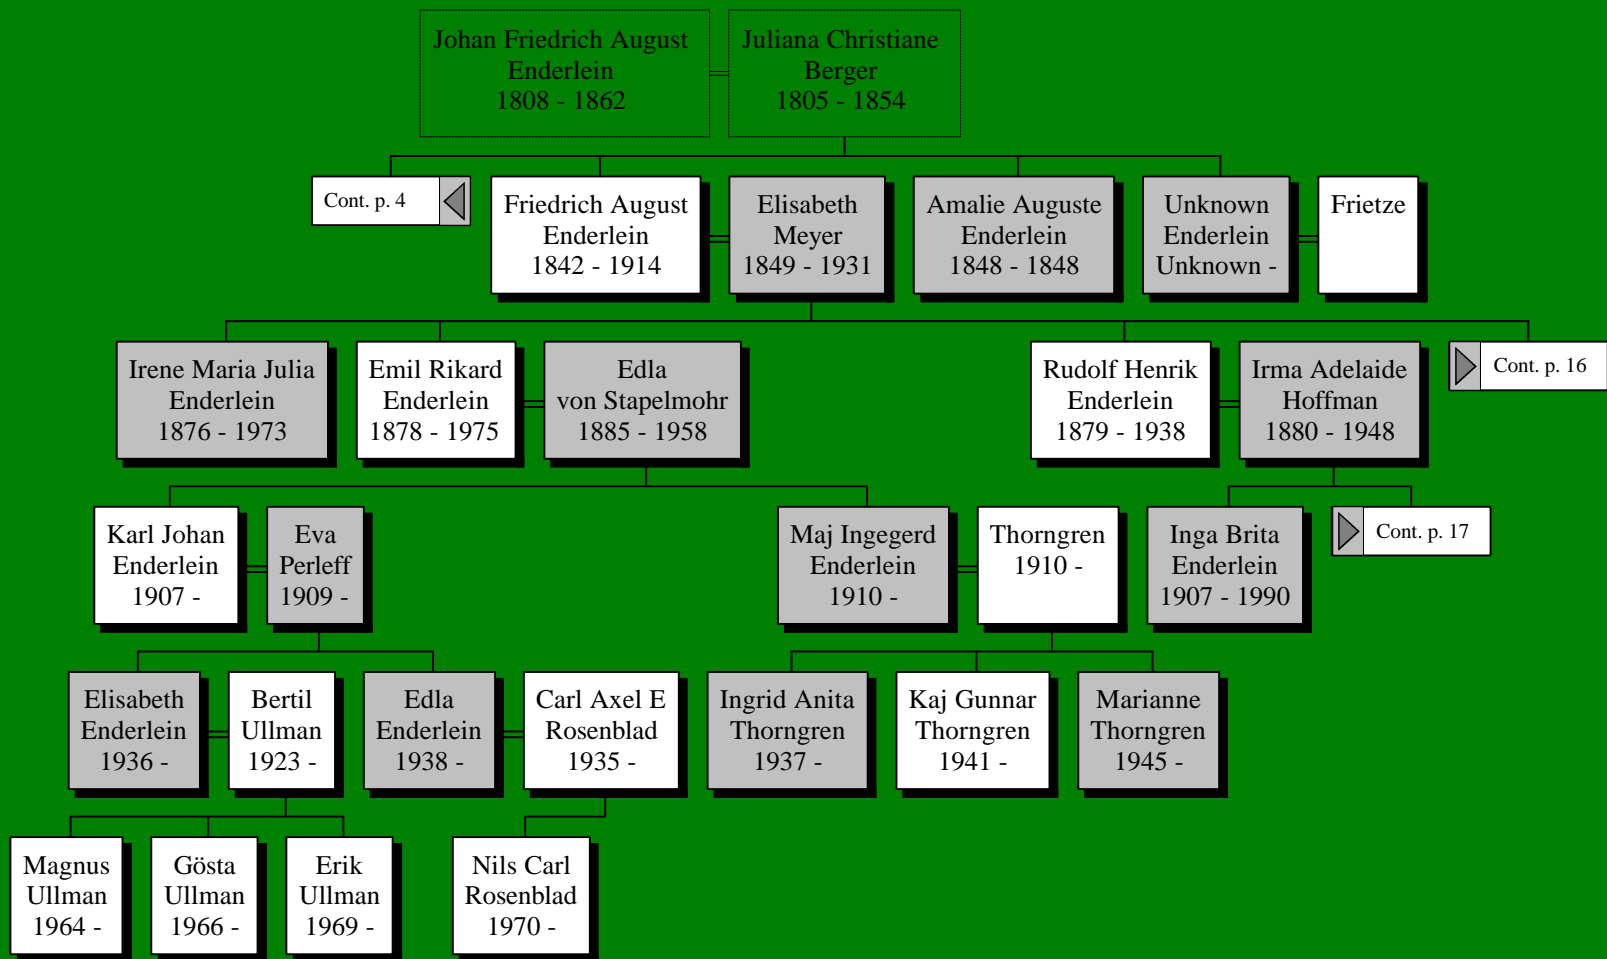 Johan Friedrich August
Enderlein
1808 - 1862
Juliana Christiane
Berger
1805 - 1854
Cont. p. 4
Friedrich August
Enderlein
1842 - 1914
Elisabeth
Meyer
1849 - 1931
Amalie Auguste
Enderlein
1848 - 1848
Unknown
Enderlein
Unknown -
Frietze
Irene Maria Julia
Enderlein
1876 - 1973
Emil Rikard
Enderlein
1878 - 1975
Edla
von Stapelmohr
1885 - 1958
Rudolf Henrik
Enderlein
1879 - 1938
Irma Adelaide
Hoffman
1880 - 1948
Cont. p. 16
Karl Johan
Enderlein
1907 -
Eva
Perleff
1909 -
Maj Ingegerd
Enderlein
1910 -
Thorngren
1910 -
Inga Brita
Enderlein
1907 - 1990
Cont. p. 17
Elisabeth
Enderlein
1936 -
Bertil
Ullman
1923 -
Edla
Enderlein
1938 -
Carl Axel E
Rosenblad
1935 -
Ingrid Anita
Thorngren
1937 -
Kaj Gunnar
Thorngren
1941 -
Marianne
Thorngren
1945 -
Magnus
Ullman
1964 -
Gösta
Ullman
1966 -
Erik
Ullman
1969 -
Nils Carl
Rosenblad
1970 -